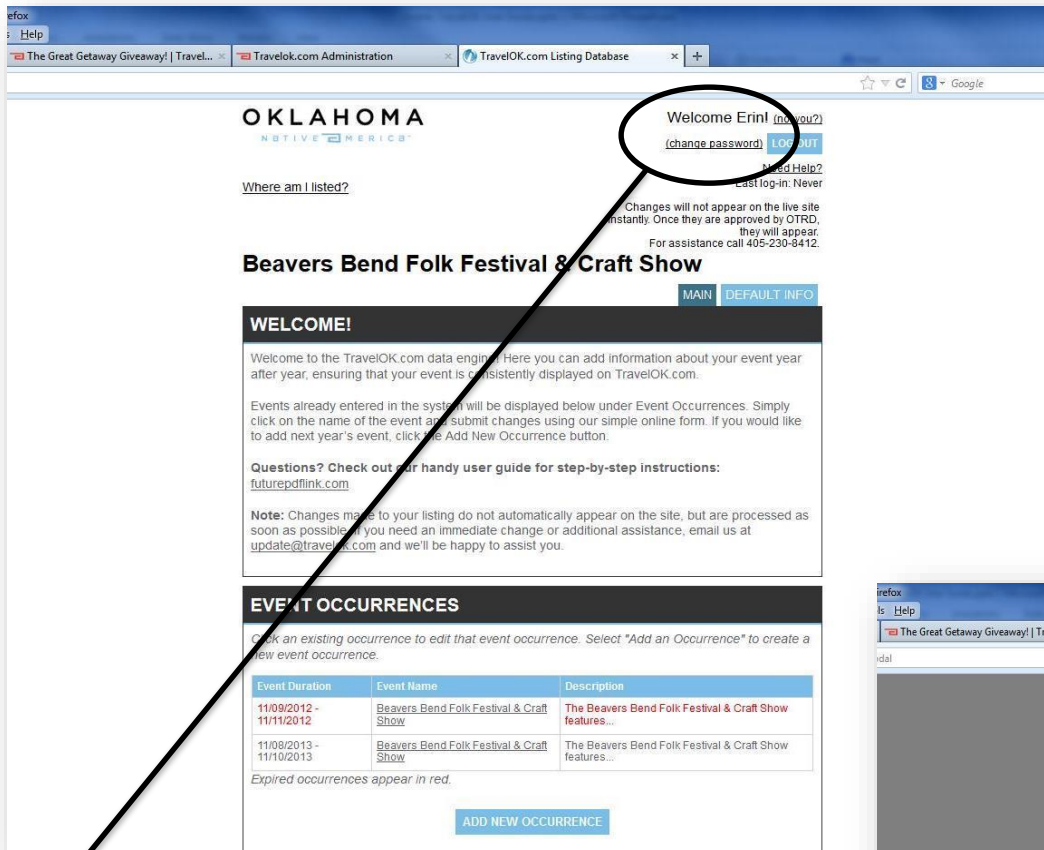 efox
s Help
The Great Getaway Giveaway! | Travel...
Travelok.com Administration
TravelOK.com Listing Database
Google
OKLAHOMA
NATIVE AMERICA
Welcome Erin! (not you?)
(change password) LOG OUT
Need Help?
Last log-in: Never
Where am I listed?
Changes will not appear on the live site
instantly. Once they are approved by OTRD,
they will appear.
For assistance call 405-230-8412.
Beavers Bend Folk Festival & Craft Show
MAIN DEFAULT INFO
WELCOME!
Welcome to the TravelOK.com data engine! Here you can add information about your event year
after year, ensuring that your event is consistently displayed on TravelOK.com.
Events already entered in the system will be displayed below under Event Occurrences. Simply
click on the name of the event and submit changes using our simple online form. If you would like
to add next year's event, click the Add New Occurrence button.
Questions? Check out our handy user guide for step-by-step instructions:
futurepdflink.com
Note: Changes made to your listing do not automatically appear on the site, but are processed as
soon as possible. If you need an immediate change or additional assistance, email us at
update@travelok.com and we'll be happy to assist you.
EVENT OCCURRENCES
Click an existing occurrence to edit that event occurrence. Select "Add an Occurrence" to create a
new event occurrence.
Event Duration Event Name Description
11/09/2012 - Beavers Bend Folk Festival & Craft The Beavers Bend Folk Festival & Craft Show
11/11/2012 Show features...
11/08/2013 - Beavers Bend Folk Festival & Craft The Beavers Bend Folk Festival & Craft Show
11/10/2013 Show features...
Expired occurrences appear in red.
ADD NEW OCCURRENCE
irefox
ls Help
The Great Getaway Giveaway! | Tr
dal